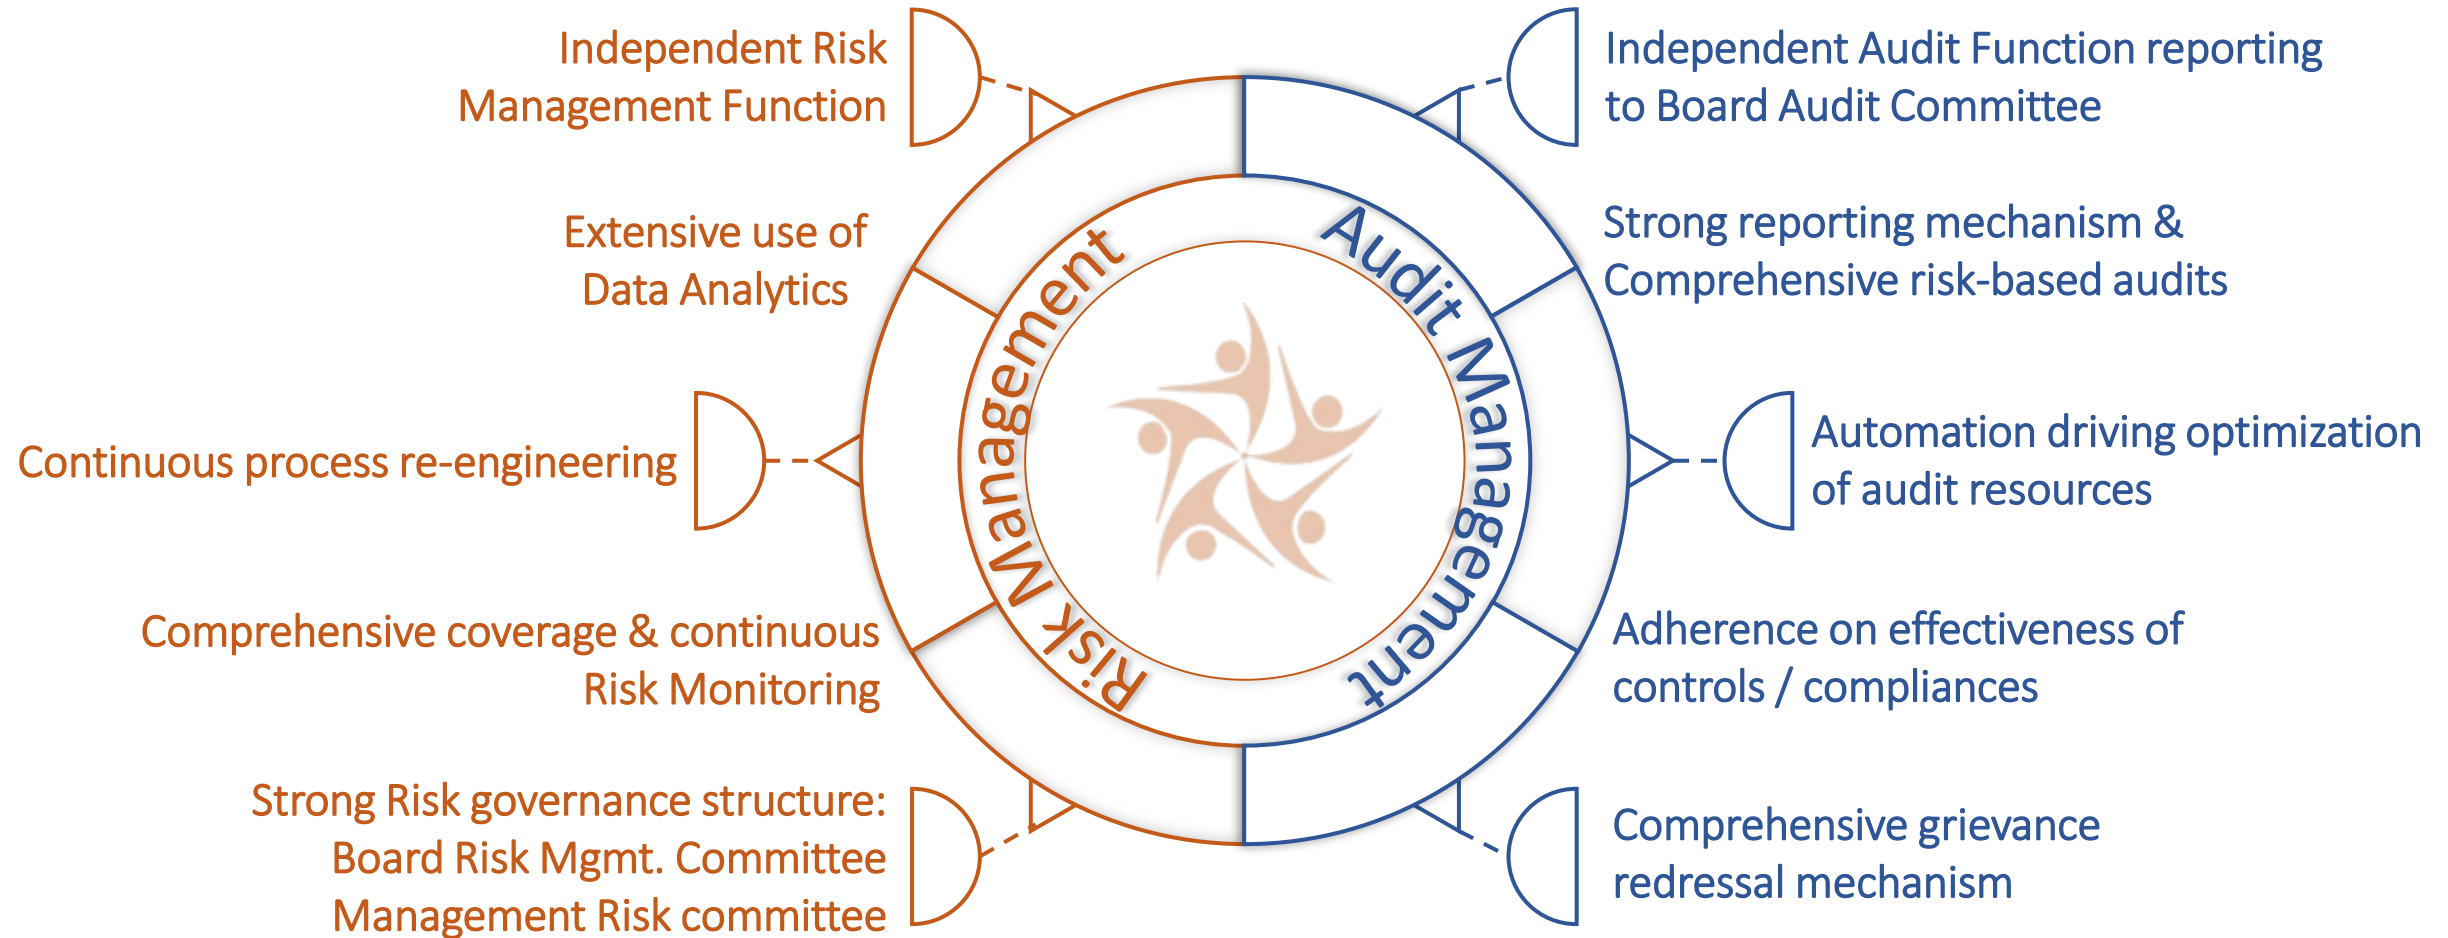 Independent Risk
Management Function
Extensive use of
Data Analytics
Continuous process re-engineering
Comprehensive coverage & continuous
Risk Monitoring
Strong Risk governance structure:
Board Risk Mgmt. Committee
Management Risk committee
Risk Management
Audit Management
Independent Audit Function reporting
to Board Audit Committee
Strong reporting mechanism &
Comprehensive risk-based audits
Automation driving optimization
of audit resources
Adherence on effectiveness of
controls / compliances
Comprehensive grievance
redressal mechanism